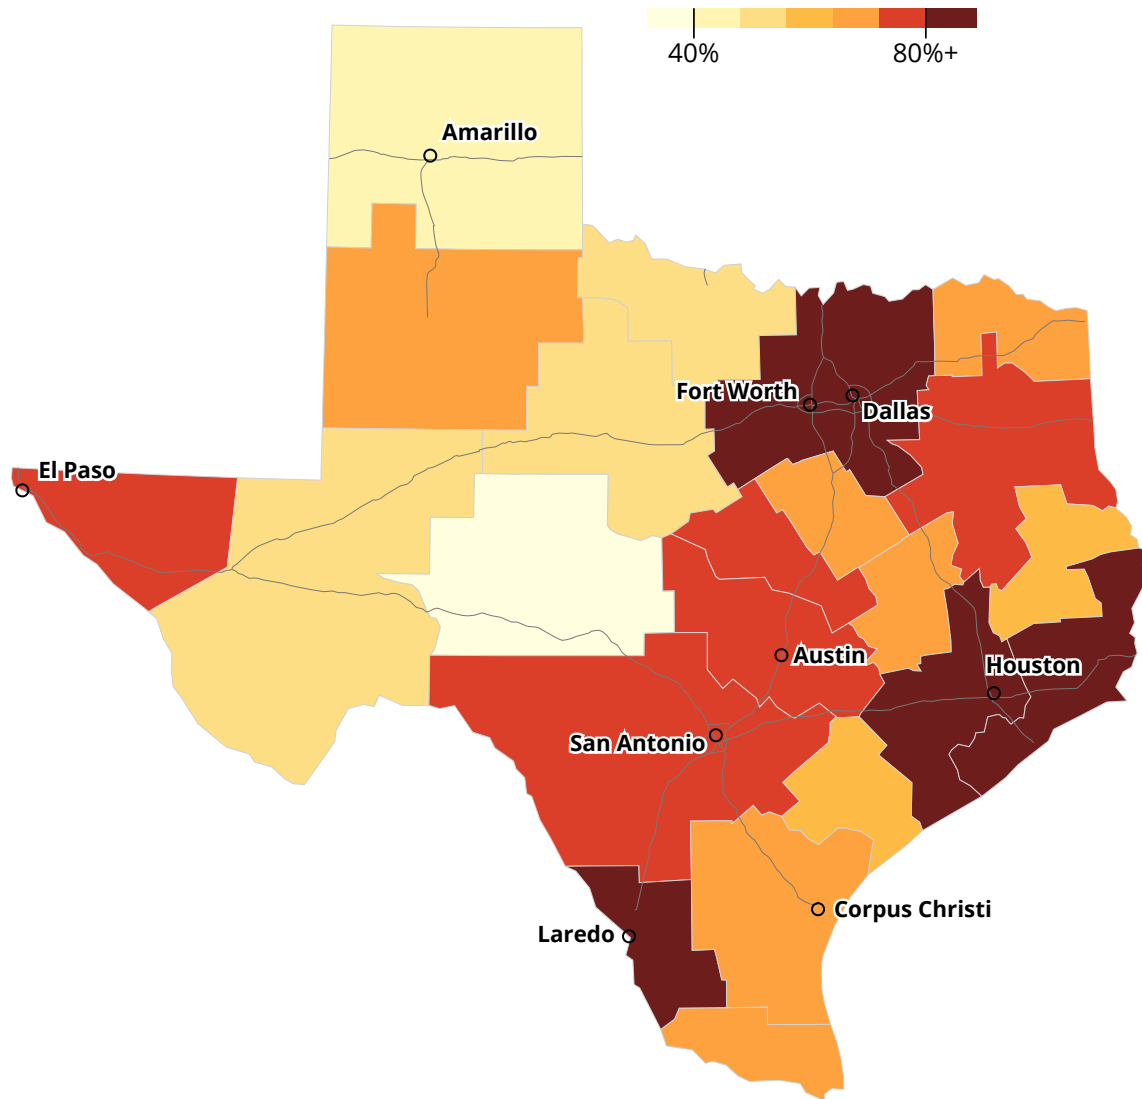 40%
80%+
Amarillo
Fort Worth
Dallas
El Paso
Austin
Houston
San Antonio
Corpus Christi
Laredo